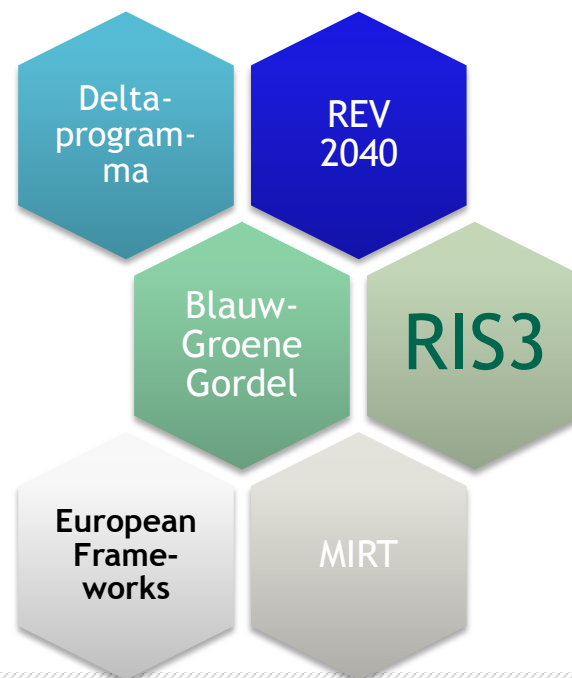 Delta-
program-
ma
REV
2040
Blauw-
Groene
Gordel
RIS3
European
Frame-
works
MIRT